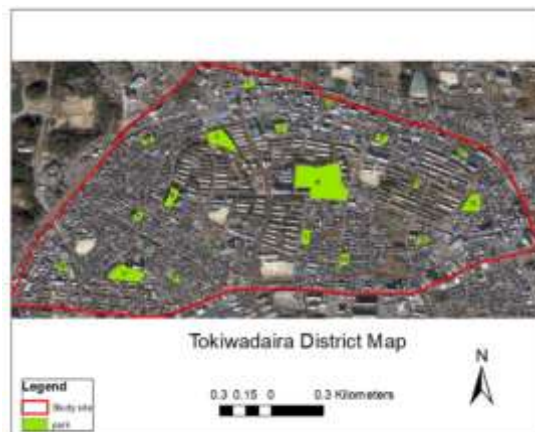 Tokiwadaira District Map
N
Legend
Study site
park
0.3 0.15 0 0.3 Kilometers